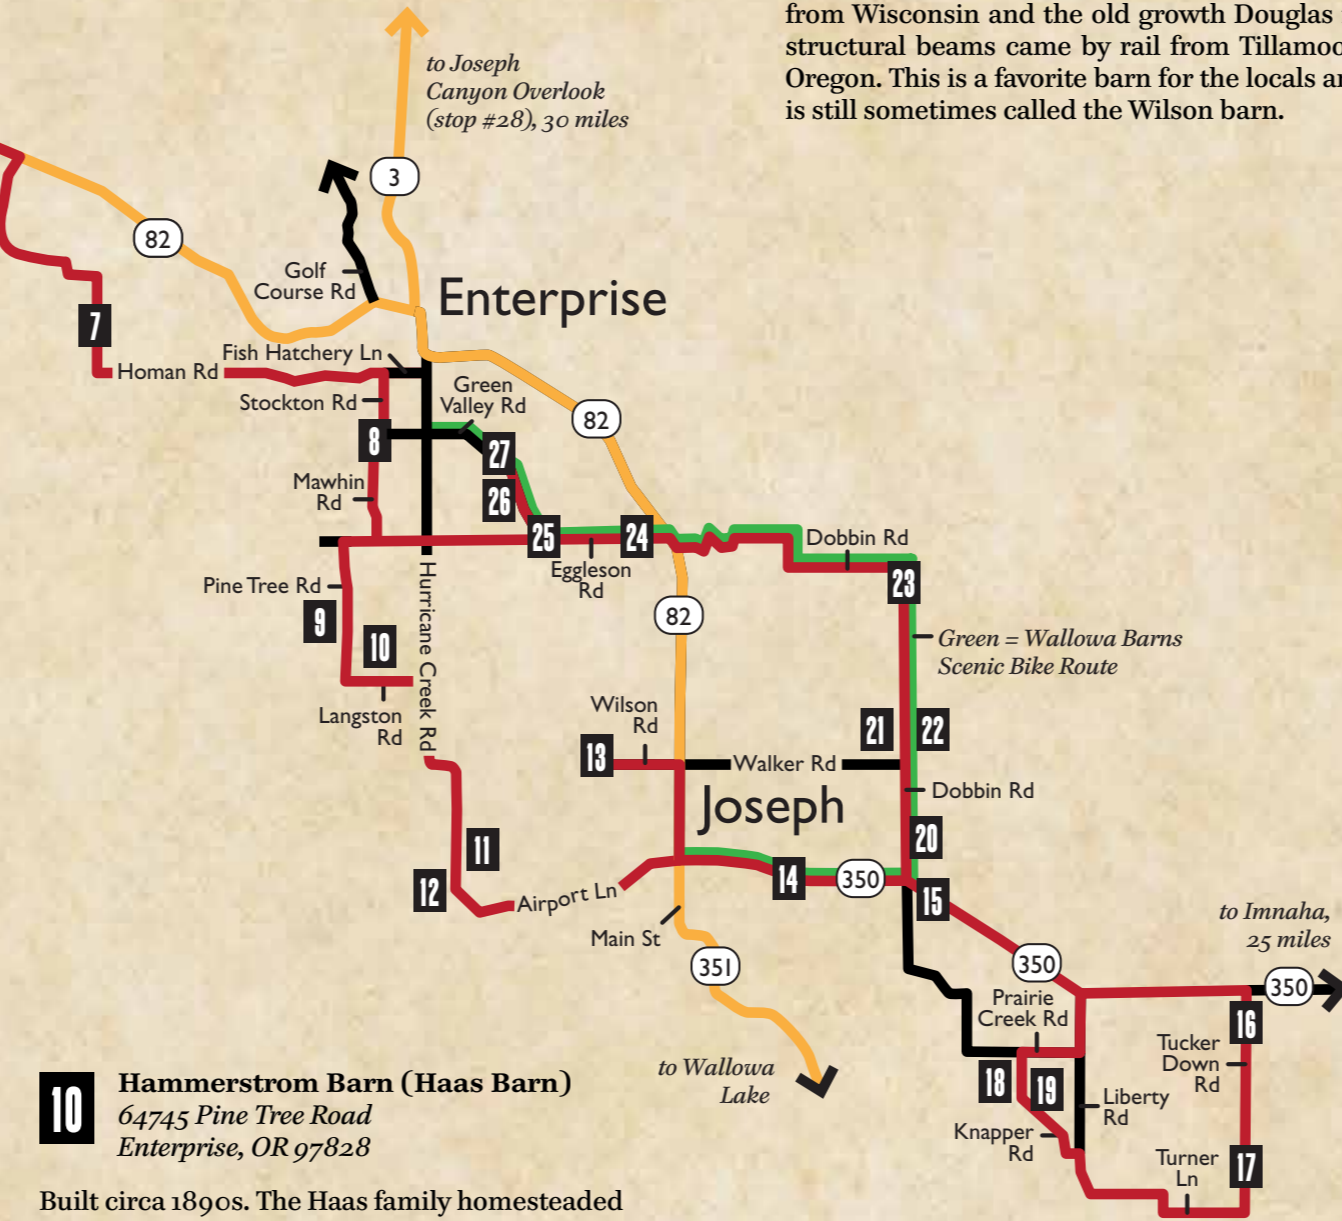 from Wisconsin and the old growth Douglas
structural beams came by rail from Tillamoo
Oregon. This is a favorite barn for the locals a
is still sometimes called the Wilson barn.
to Joseph
Canyon Overlook
(stop #28), 30 miles
3
82
Golf
Course Rd
Enterprise
7
Fish Hatchery Ln
Homan Rd
Stockton Rd
Green
Valley Rd
82
8
27
Mawhin
Rd
26
25
24
Eggleson
Rd
Dobbin Rd
23
Pine Tree Rd
9
10
Hurricane Creek Rd
82
Green = Wallowa Barns
Scenic Bike Route
Langston
Rd
Wilson
Rd
13
21
22
Walker Rd
Joseph
Dobbin Rd
20
11
12
Airport Ln
14
350
15
Main St
351
to Imnaha,
25 miles
350
350
Prairie
Creek Rd
16
Tucker
Down
Rd
to Wallowa
Lake
18
19
Liberty
Rd
Knapper
Rd
Turner
Ln
17
10
Hammerstrom Barn (Haas Barn)
64745 Pine Tree Road
Enterprise, OR 97828
Built circa 1890s. The Haas family homesteaded